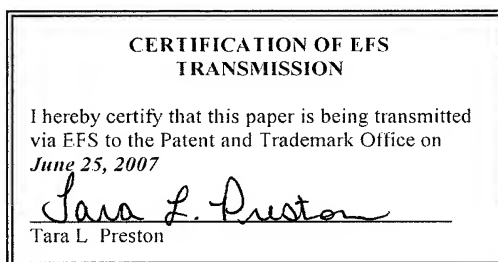 CERTIFICATION OF EFS
TRANSMISSION
I hereby certify that this paper is being transmitted
via EFS to the Patent and Trademark Office on
June 25, 2007
Tara L. Preston
Tara L Preston